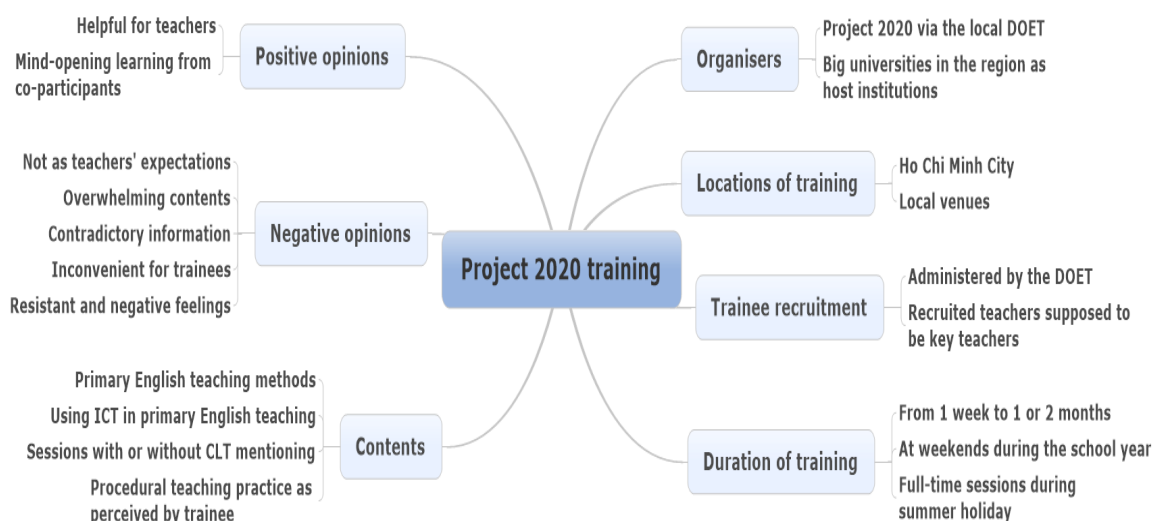 Project 2020 training
Positive opinions
Helpful for teachers
Mind-opening learning from
co-participants
Negative opinions
Not as teachers' expectations
Overwhelming contents
Contradictory information
Inconvenient for trainees
Resistant and negative feelings
Contents
Primary English teaching methods
Using ICT in primary English teaching
Sessions with or without CLT mentioning
Procedural teaching practice as
perceived by trainee
Organisers
Project 2020 via the local DOET
Big universities in the region as
host institutions
Locations of training
Ho Chi Minh City
Local venues
Trainee recruitment
Administered by the DOET
Recruited teachers supposed to
be key teachers
Duration of training
From 1 week to 1 or 2 months
At weekends during the school year
Full-time sessions during
summer holiday